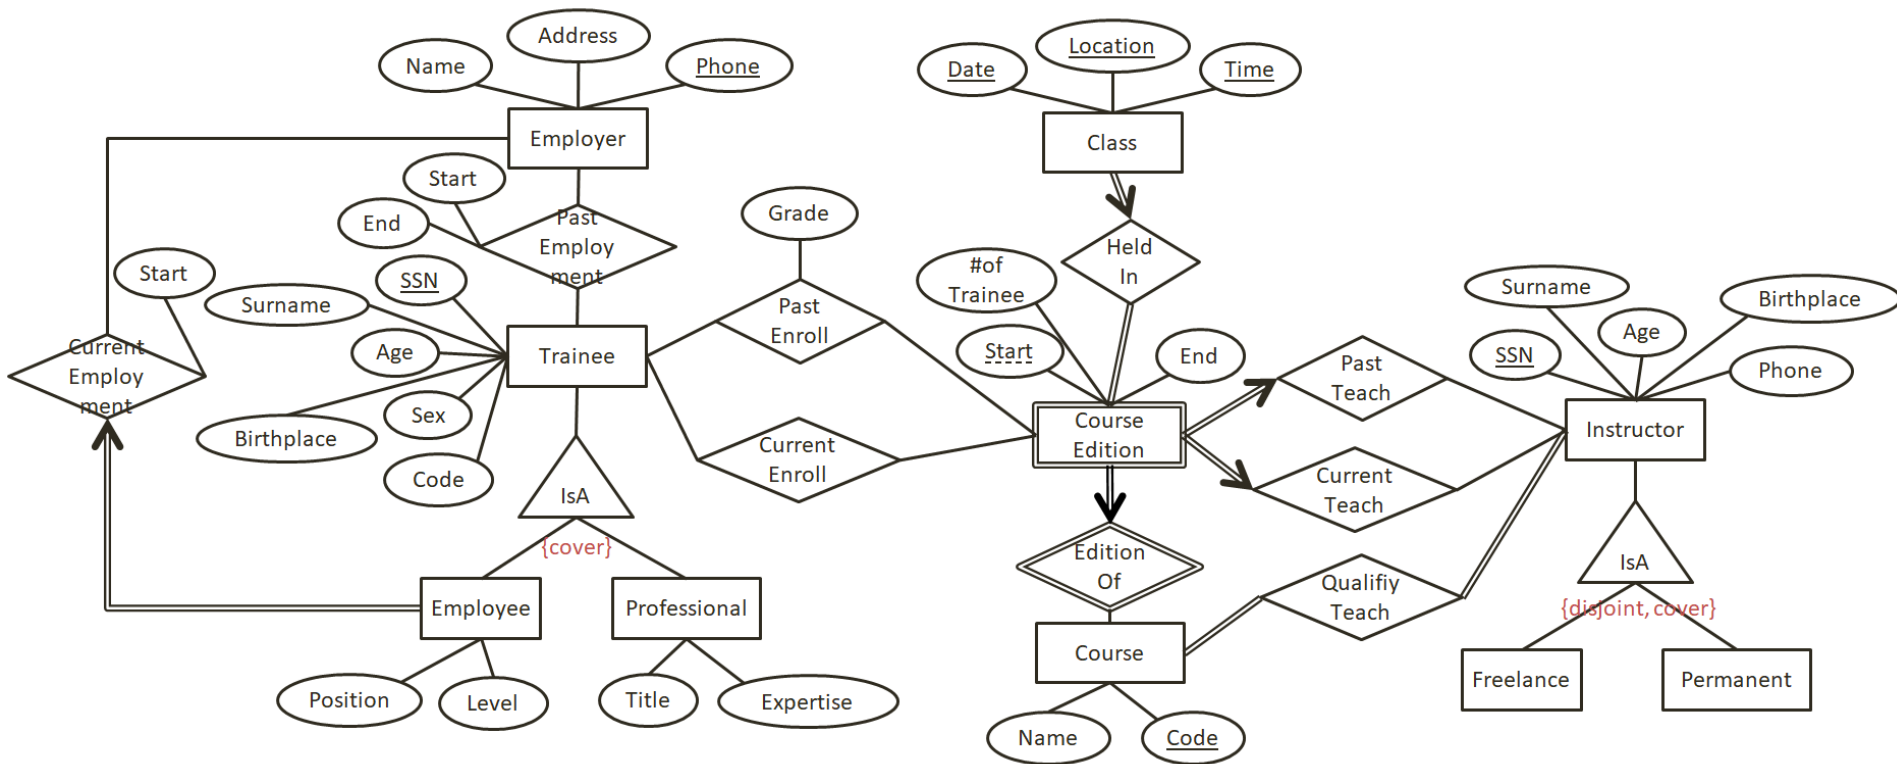 Address
Name
Phone
Employer
Start
End
Past
Employ
ment
Start
SSN
Surname
Age
Trainee
Sex
Birthplace
Code
Current
Employ
ment
IsA
{cover}
Employee
Professional
Position
Level
Title
Expertise
Grade
Past
Enroll
Current
Enroll
Location
Date
Time
Class
Held
In
#of
Trainee
Start
End
Course
Edition
Edition
Of
Course
Name
Code
Past
Teach
Current
Teach
Qualifiy
Teach
Surname
Birthplace
Age
SSN
Phone
Instructor
IsA
{disjoint, cover}
Freelance
Permanent